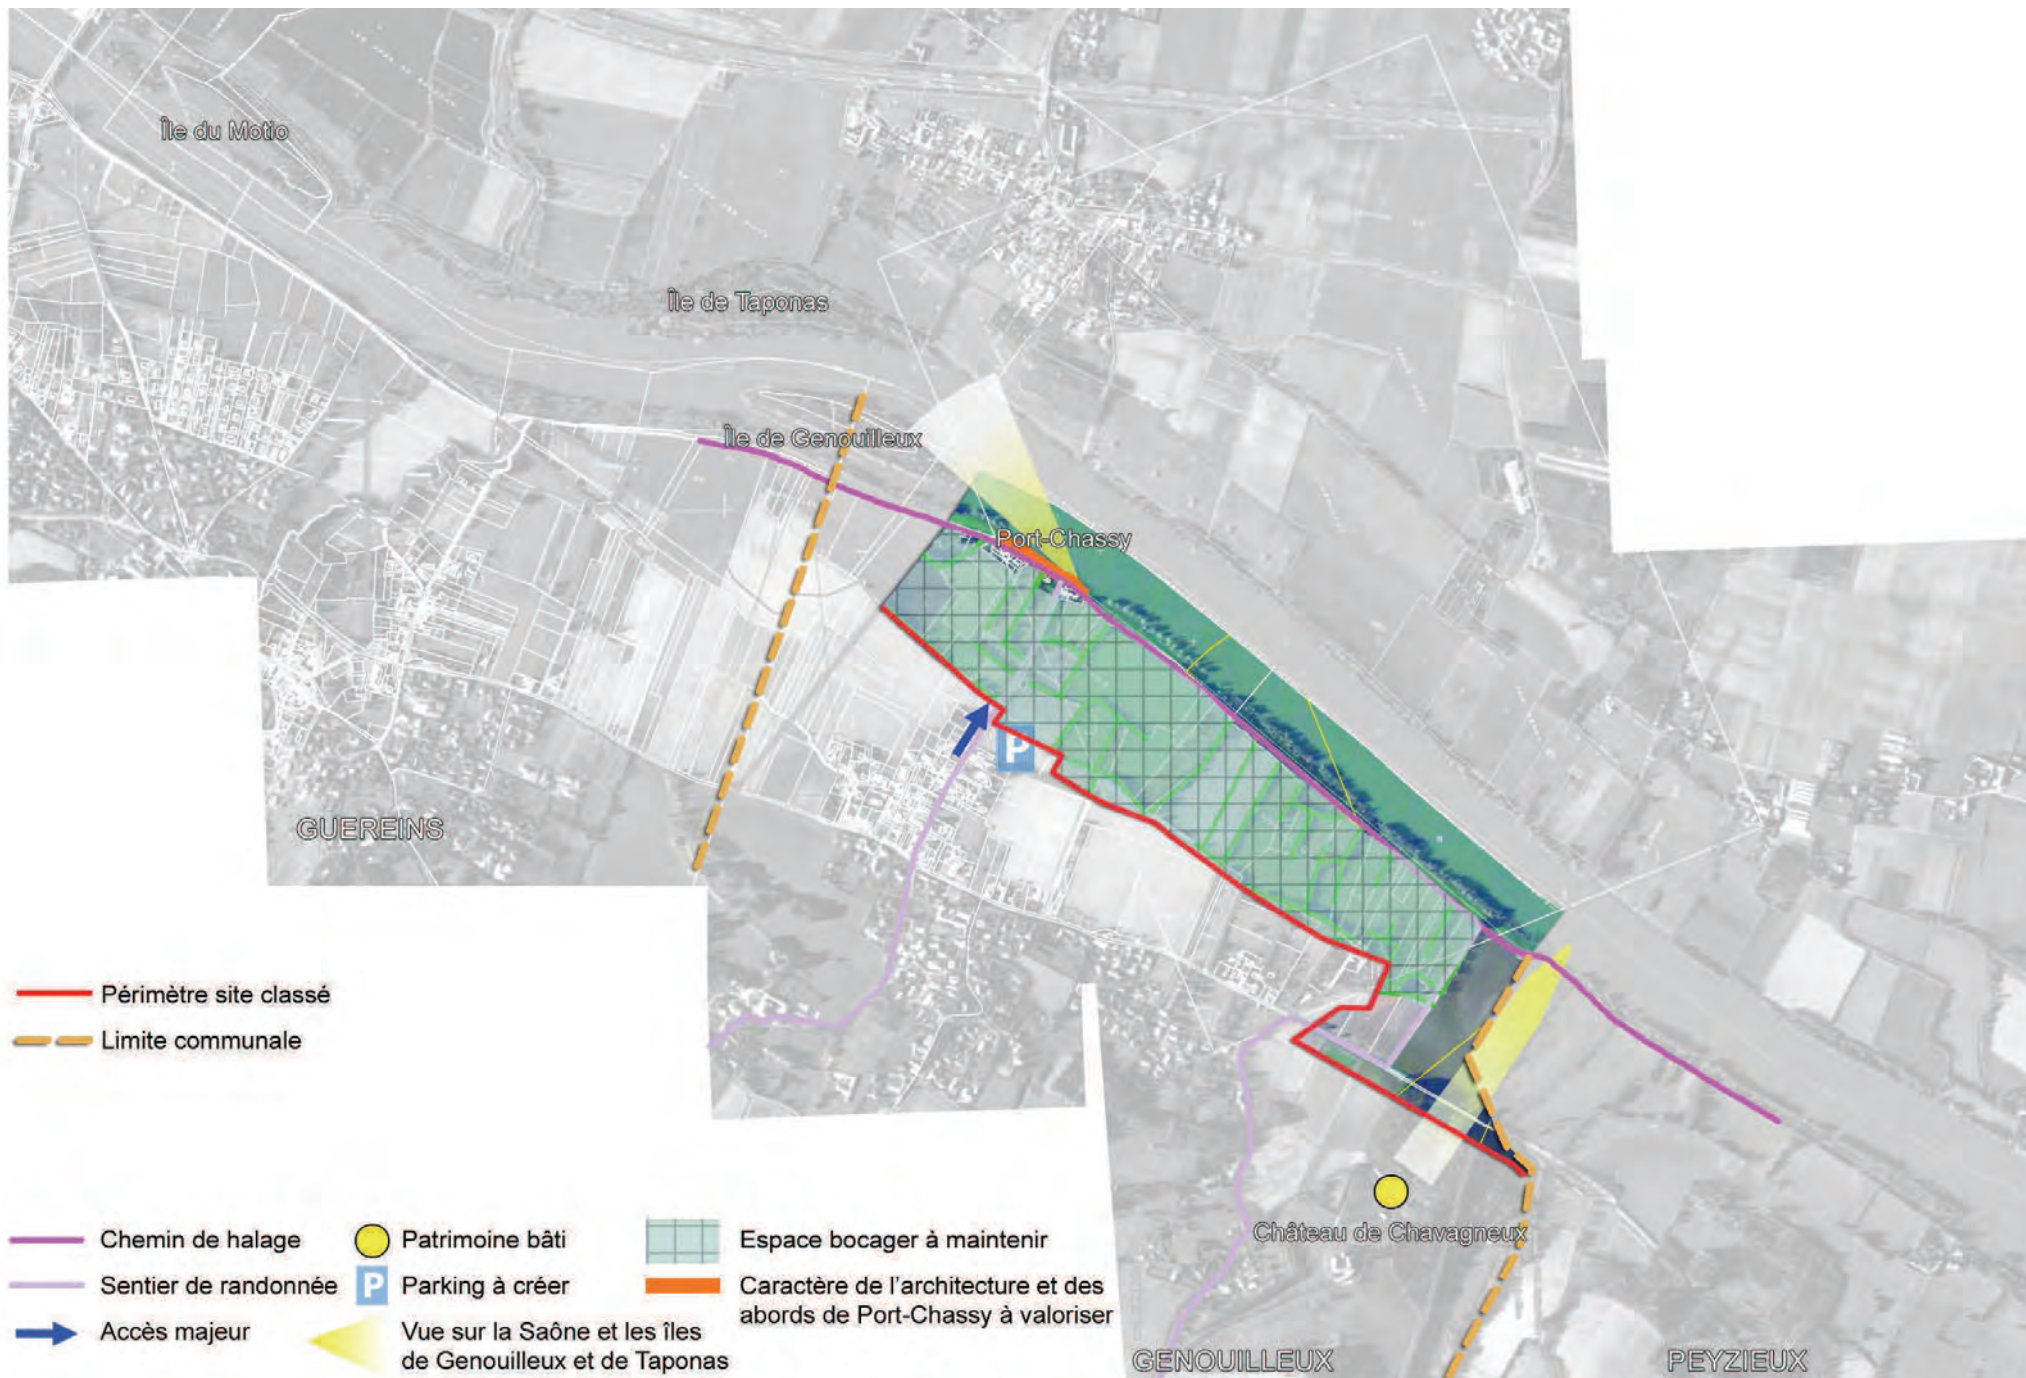 Île du Motio
Île de Taponas
Île de Genouilleux
Port-Chassy
P
GUEREINS
Périmètre site classé
Limite communale
Château de Chavagneux
GENOUILLEUX
PEYZIEUX
Chemin de halage
Sentier de randonnée
Accès majeur
Patrimoine bâti
P Parking à créer
Vue sur la Saône et les îles
de Genouilleux et de Taponas
Espace bocager à maintenir
Caractère de l'architecture et des
abords de Port-Chassy à valoriser